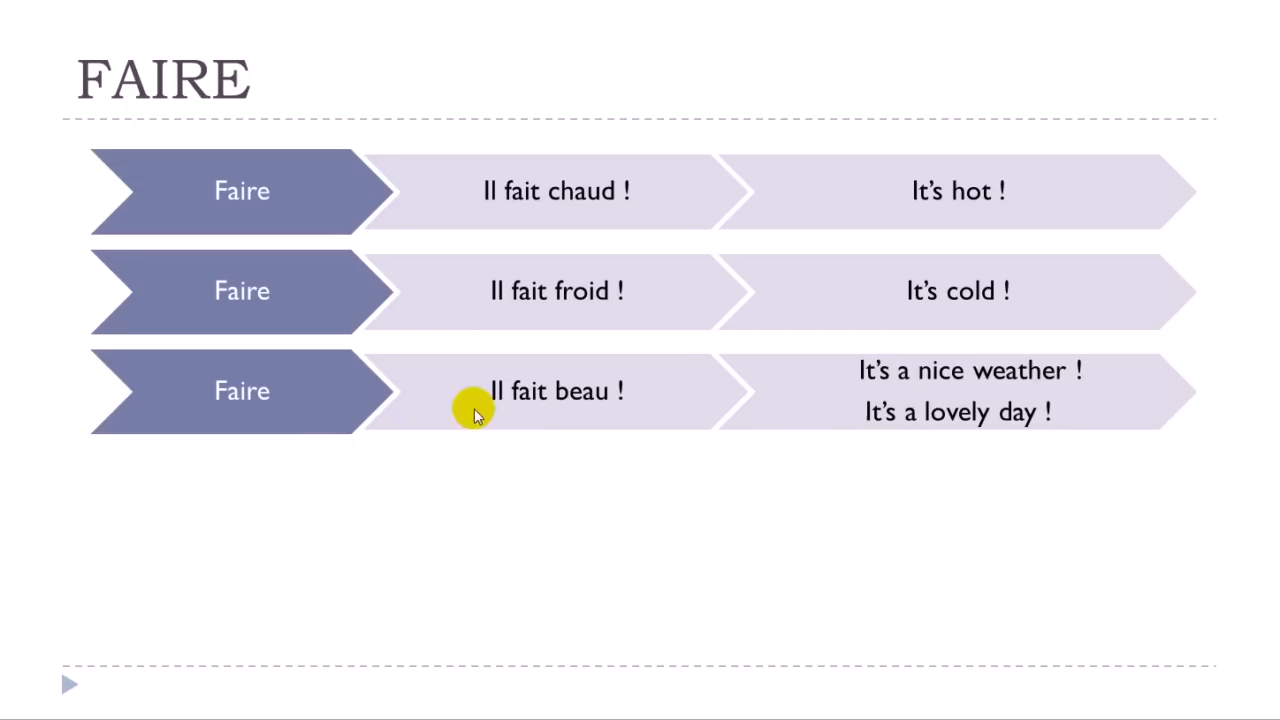 FAIRE
Faire
Il fait chaud !
It's hot !
Faire
Il fait froid !
It's cold !
Faire
Il fait beau !
It's a nice weather !
It's a lovely day !